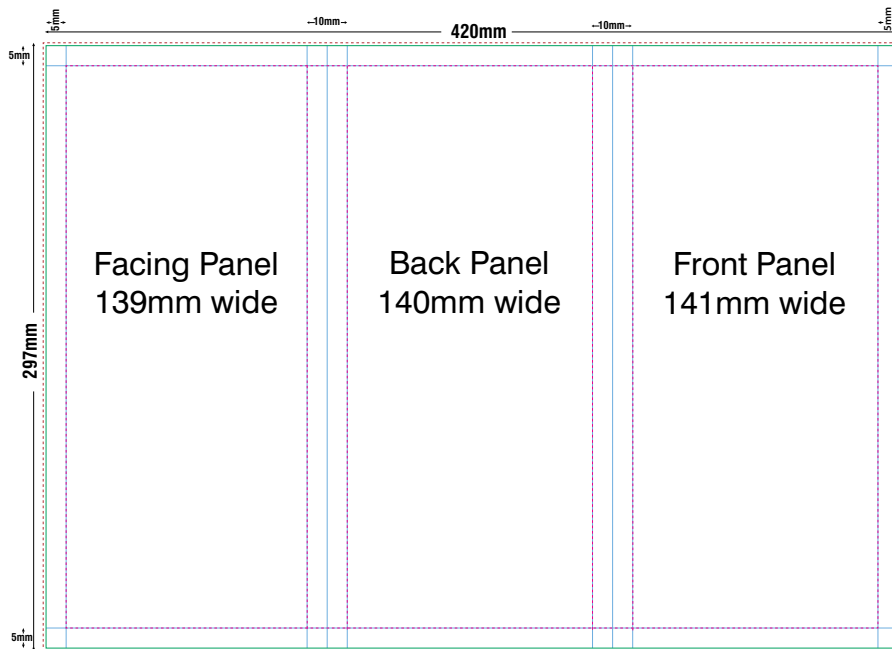 5mm
10mm
10mm
5mm
420mm
5mm
297mm
Facing Panel
139mm wide
Back Panel
140mm wide
Front Panel
141mm wide
5mm